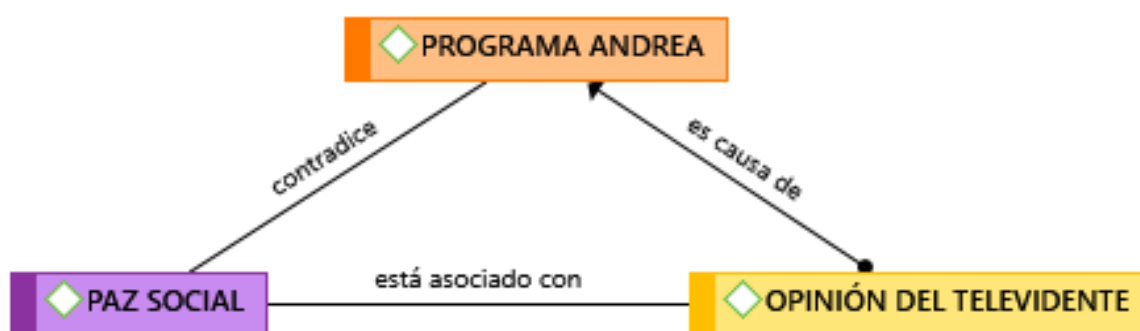 PROGRAMA ANDREA
contradice
es causa de
está asociado con
PAZ SOCIAL
OPINIÓN DEL TELEVIDENTE